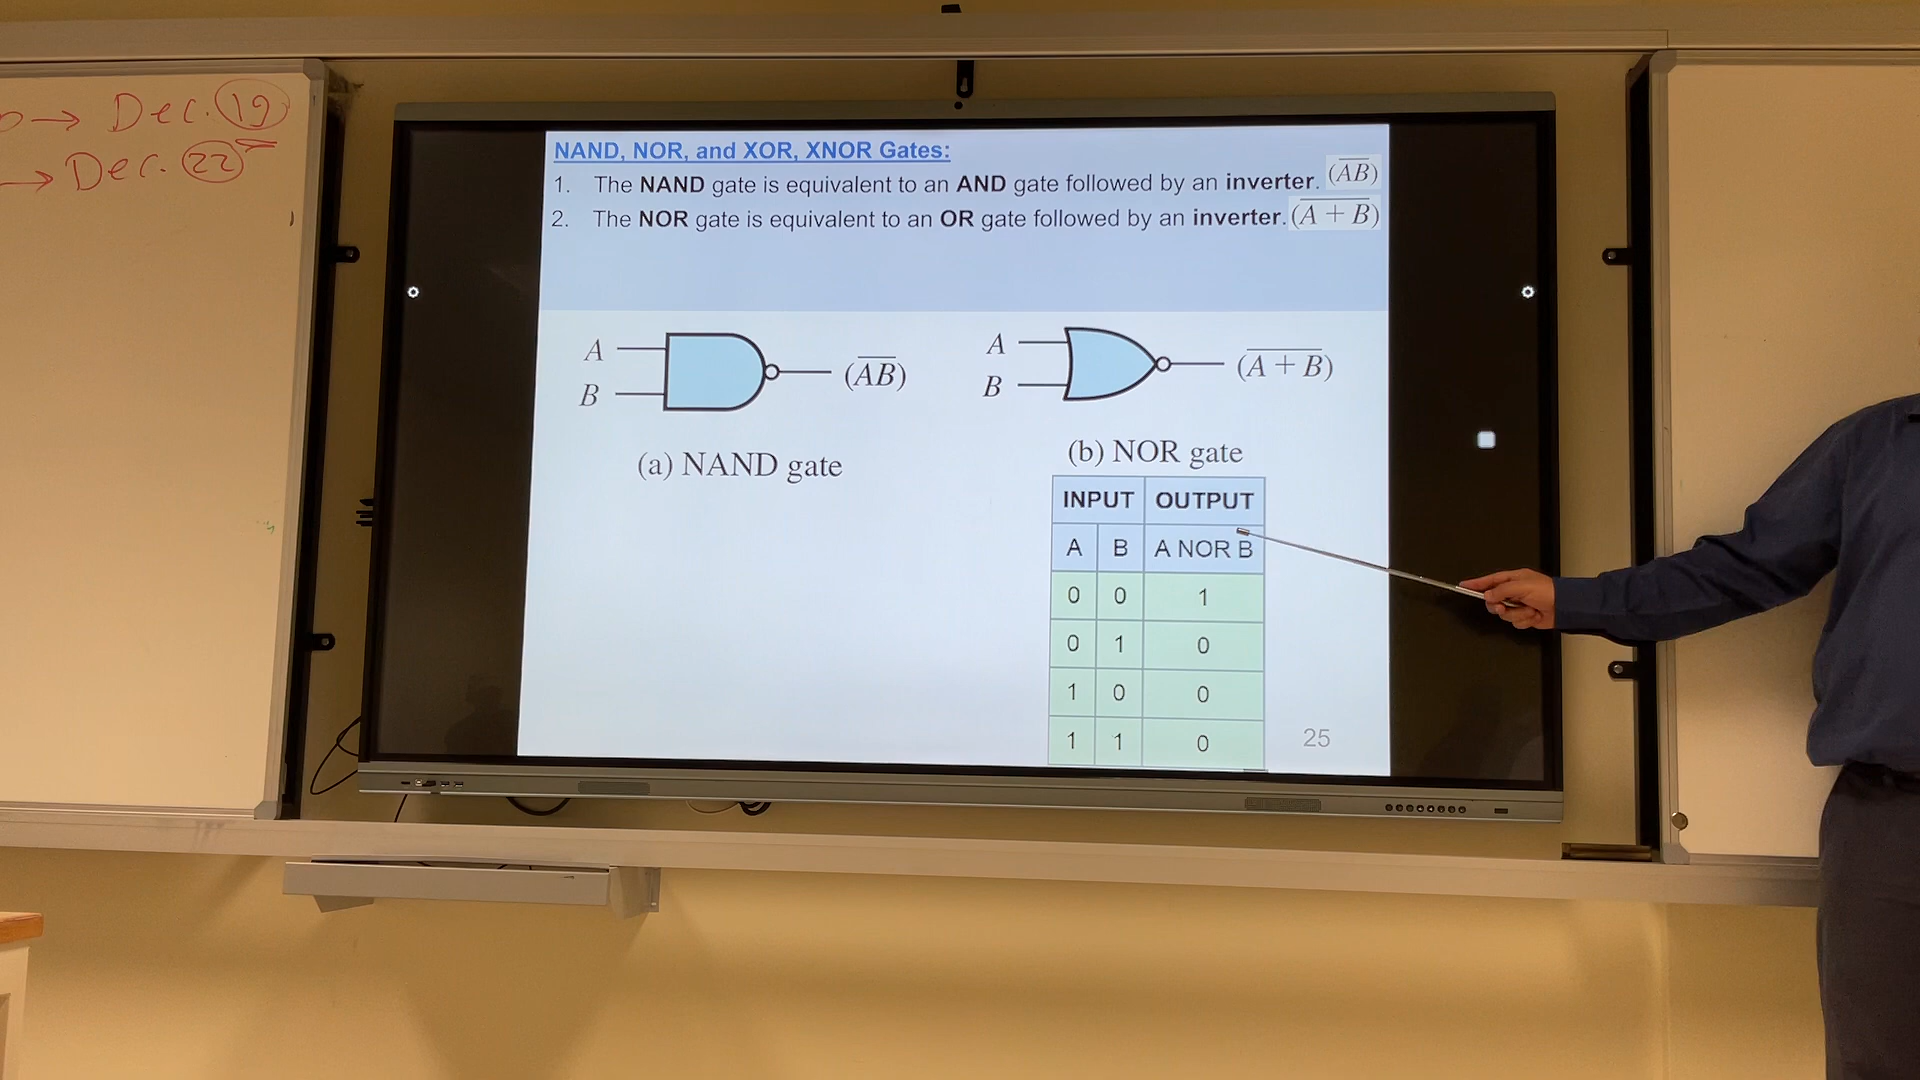 → Dec. 19
→ Dec. 22
NAND, NOR, and XOR, XNOR Gates:
1. The NAND gate is equivalent to an AND gate followed by an inverter. (A̅B̅)
2. The NOR gate is equivalent to an OR gate followed by an inverter. (A̅ ̅+̅ ̅B̅)
A
B
(A̅B̅)
(a) NAND gate
A
B
(A̅ ̅+̅ ̅B̅)
(b) NOR gate
INPUT OUTPUT
A B A NOR B
0 0 1
0 1 0
1 0 0
1 1 0
25